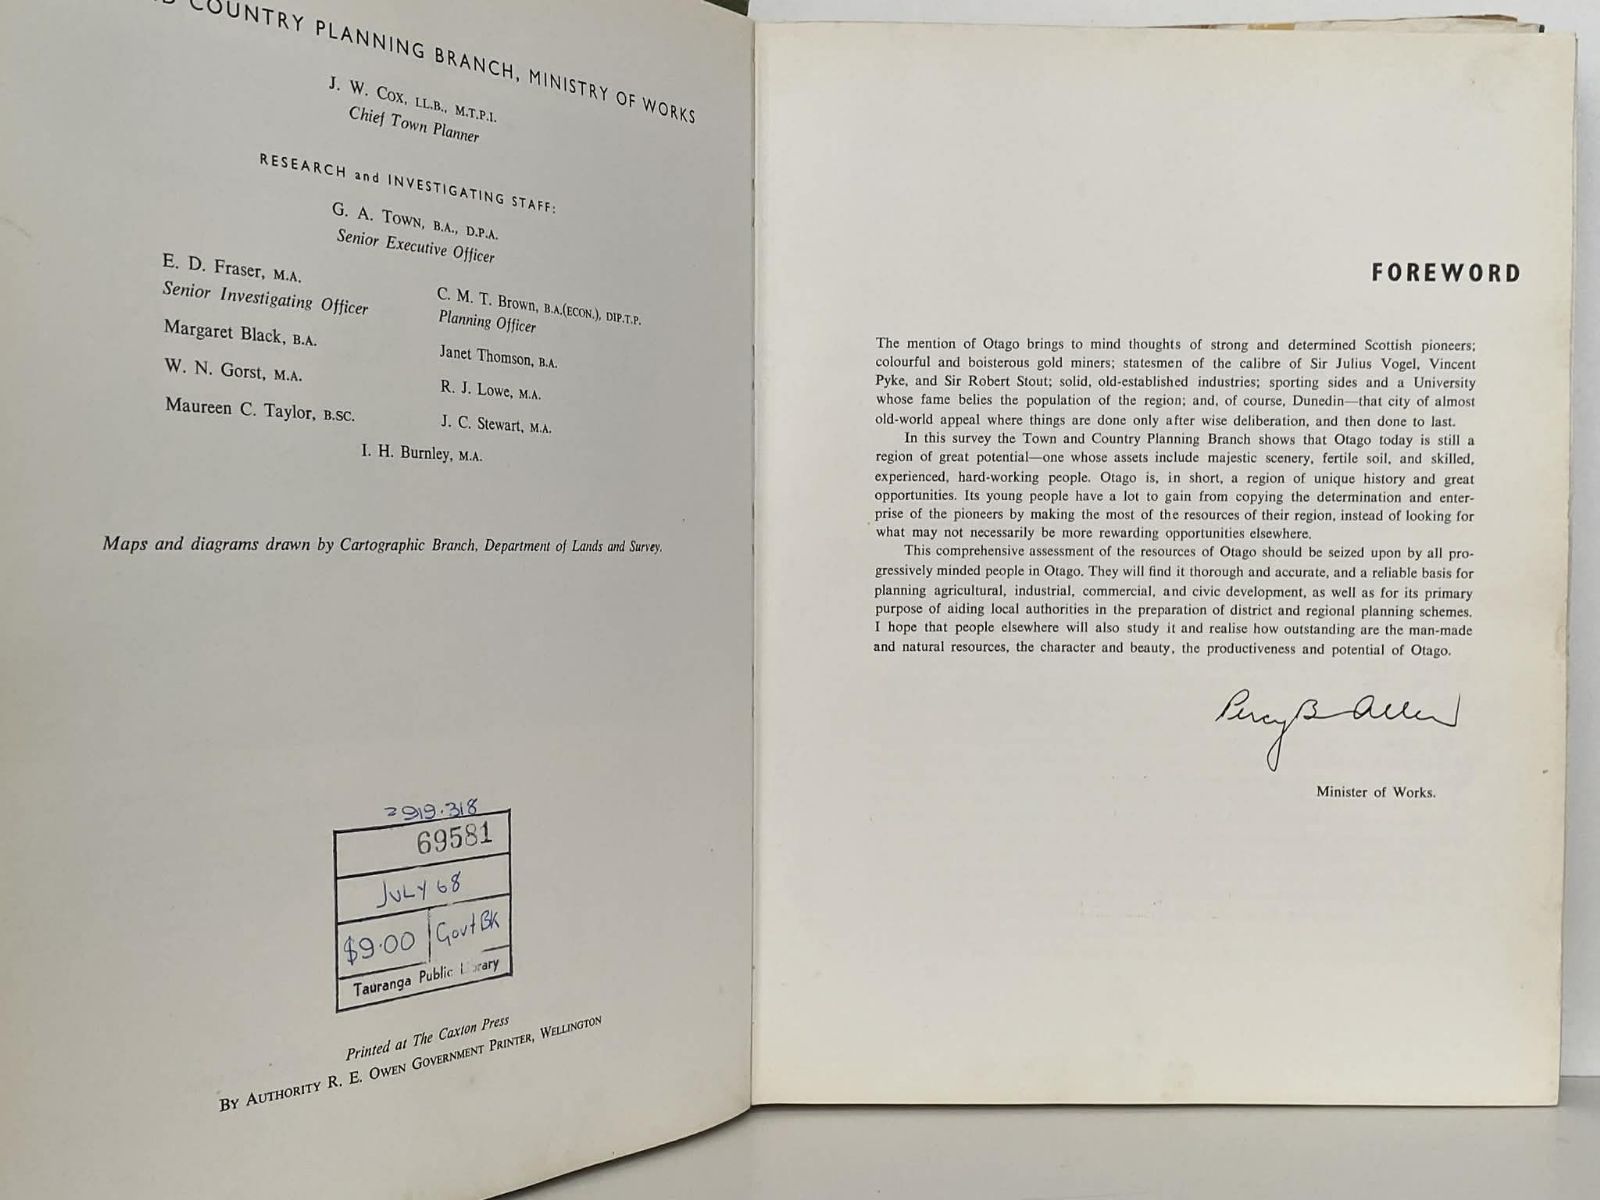 COUNTRY PLANNING BRANCH, MINISTRY OF WORKS
J. W. COX, LL.B., M.T.P.I.
Chief Town Planner
RESEARCH and INVESTIGATING STAFF:
G. A. TOWN, B.A., D.P.A.
Senior Executive Officer
E. D. Fraser, M.A.
Senior Investigating Officer
Margaret Black, B.A.
W. N. Gorst, M.A.
Maureen C. Taylor, B.SC.
C. M. T. Brown, B.A.(ECON.), DIP.T.P.
Planning Officer
Janet Thomson, B.A.
R. J. Lowe, M.A.
J. C. Stewart, M.A.
I. H. Burnley, M.A.
Maps and diagrams drawn by Cartographic Branch, Department of Lands and Survey.
919.318
69581
JULY 68
$9.00 Govt BK
Tauranga Public Library
Printed at The Caxton Press
BY AUTHORITY R. E. OWEN GOVERNMENT PRINTER, WELLINGTON
FOREWORD
The mention of Otago brings to mind thoughts of strong and determined Scottish pioneers;
colourful and boisterous gold miners; statesmen of the calibre of Sir Julius Vogel, Vincent
Pyke, and Sir Robert Stout; solid, old-established industries; sporting sides and a University
whose fame belies the population of the region; and, of course, Dunedin—that city of almost
old-world appeal where things are done only after wise deliberation, and then done to last.
In this survey the Town and Country Planning Branch shows that Otago today is still a
region of great potential—one whose assets include majestic scenery, fertile soil, and skilled,
experienced, hard-working people. Otago is, in short, a region of unique history and great
opportunities. Its young people have a lot to gain from copying the determination and enter-
prise of the pioneers by making the most of the resources of their region, instead of looking for
what may not necessarily be more rewarding opportunities elsewhere.
This comprehensive assessment of the resources of Otago should be seized upon by all pro-
gressively minded people in Otago. They will find it thorough and accurate, and a reliable basis for
planning agricultural, industrial, commercial, and civic development, as well as for its primary
purpose of aiding local authorities in the preparation of district and regional planning schemes.
I hope that people elsewhere will also study it and realise how outstanding are the man-made
and natural resources, the character and beauty, the productiveness and potential of Otago.
Percy B Allen
Minister of Works.